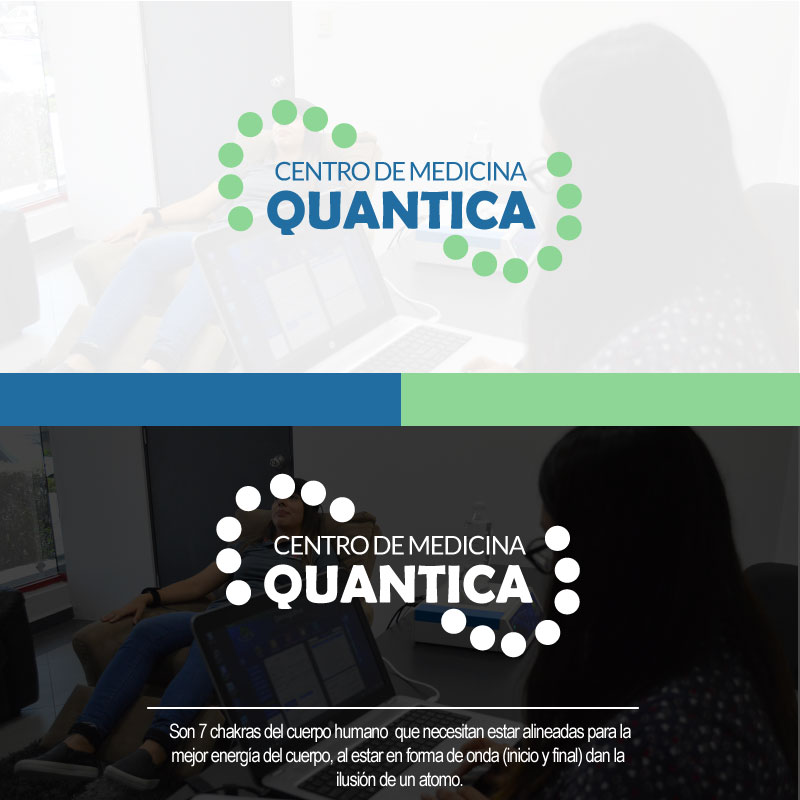 CENTRO DE MEDICINA
QUANTICA
CENTRO DE MEDICINA
QUANTICA
Son 7 chakras del cuerpo humano que necesitan estar alineadas para la
mejor energía del cuerpo, al estar en forma de onda (inicio y final) dan la
ilusión de un atomo.